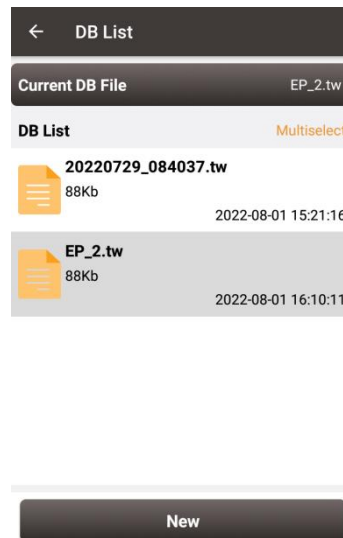 DB List
Current DB File EP_2.tw
DB List Multiselect
20220729_084037.tw
88Kb
2022-08-01 15:21:16
EP_2.tw
88Kb
2022-08-01 16:10:11
New